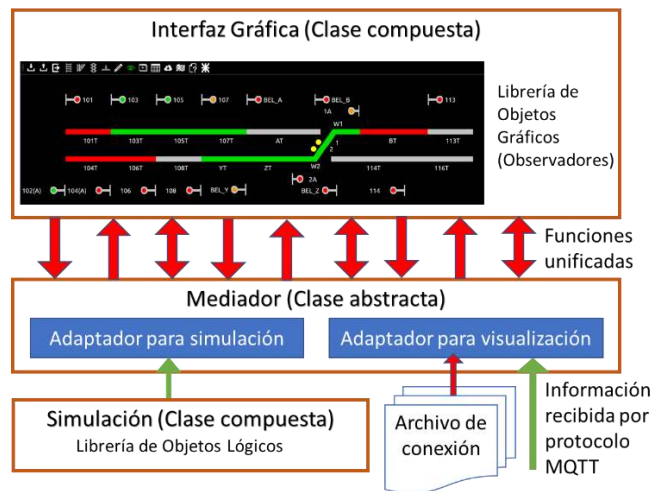 Interfaz Gráfica (Clase compuesta)
101 103 105 107 BEL_A BEL_B 113
1A
W1
101T 103T 105T 107T AT 1 BT 113T
2
104T 106T 108T YT ZT W2 114T 116T
2A
102(A) 104(A) 106 108 BEL_Y BEL_Z 114
Librería de
Objetos
Gráficos
(Observadores)
Funciones
unificadas
Mediador (Clase abstracta)
Adaptador para simulación
Adaptador para visualización
Simulación (Clase compuesta)
Librería de Objetos Lógicos
Archivo de
conexión
Información
recibida por
protocolo
MQTT